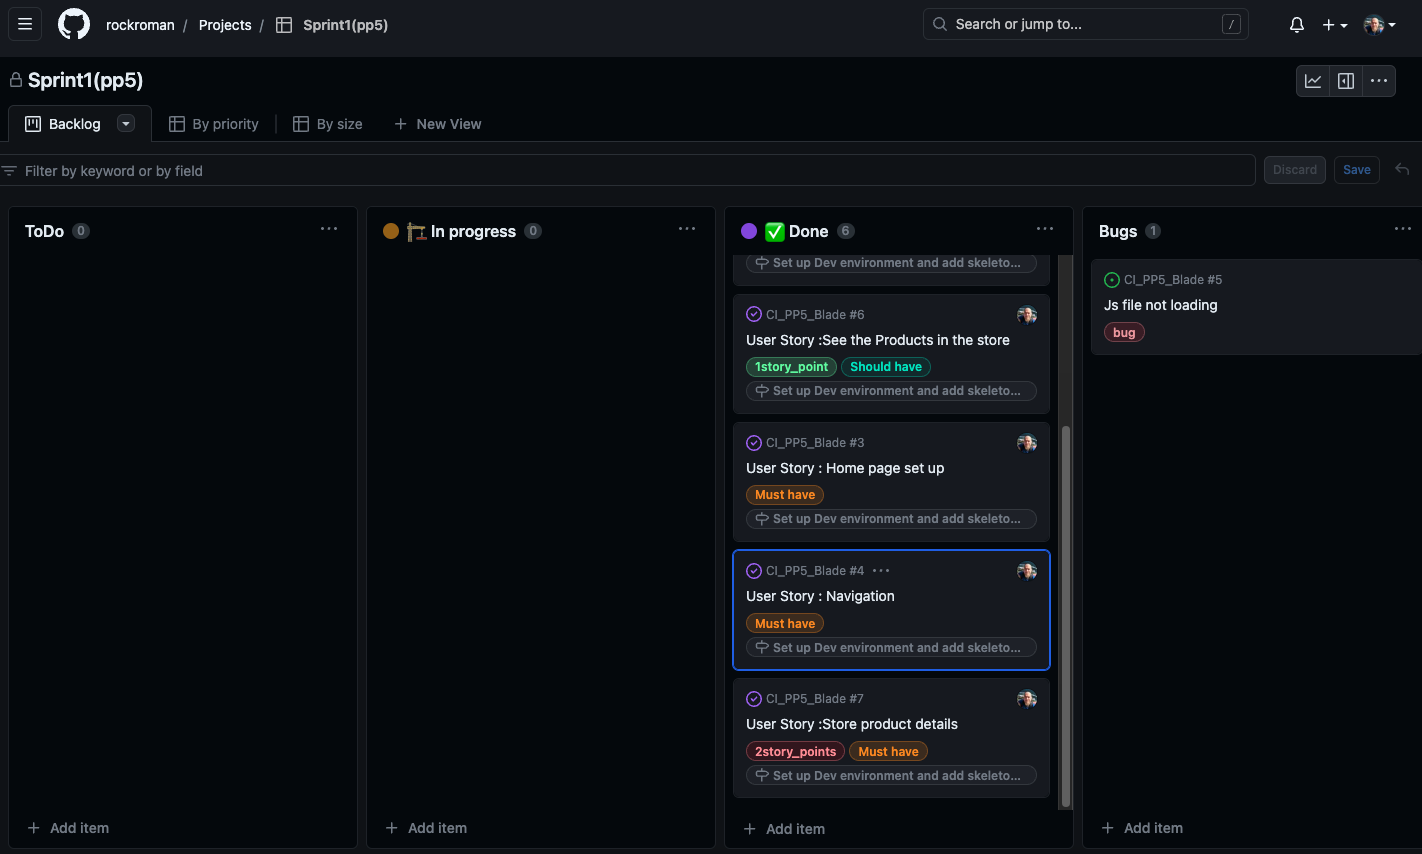 rockroman / Projects / Sprint1(pp5)
Search or jump to... /
Sprint1(pp5)
Backlog By priority By size + New View
Filter by keyword or by field
Discard Save
ToDo 0
+ Add item
In progress 0
+ Add item
Done 6
Set up Dev environment and add skeleto...
CI_PP5_Blade #6
User Story :See the Products in the store
1story_point Should have
Set up Dev environment and add skeleto...
CI_PP5_Blade #3
User Story : Home page set up
Must have
Set up Dev environment and add skeleto...
CI_PP5_Blade #4 ...
User Story : Navigation
Must have
Set up Dev environment and add skeleto...
CI_PP5_Blade #7
User Story :Store product details
2story_points Must have
Set up Dev environment and add skeleto...
+ Add item
Bugs 1
CI_PP5_Blade #5
Js file not loading
bug
+ Add item